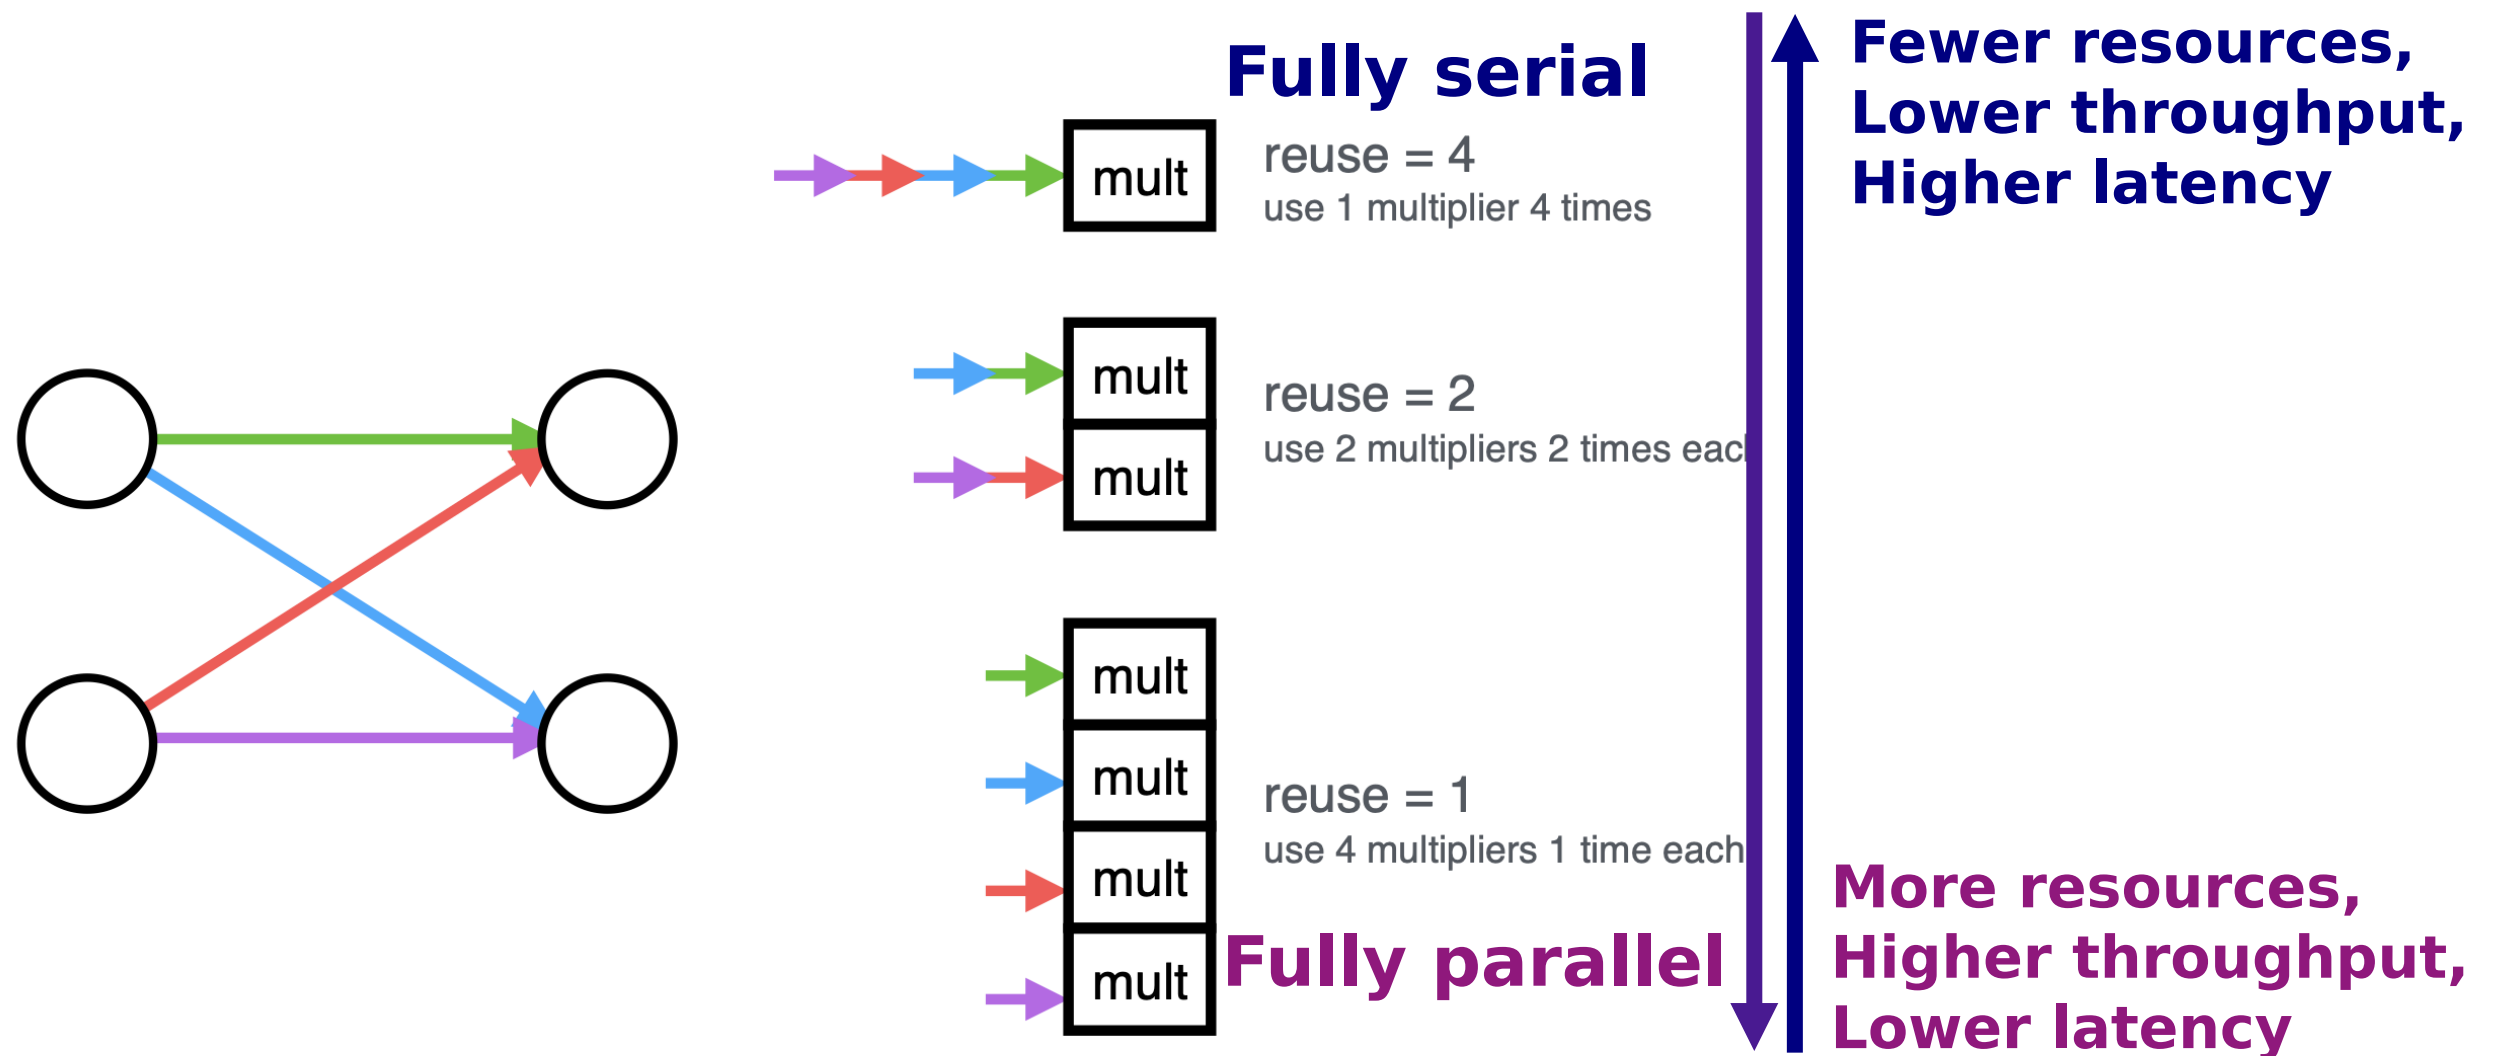 Fully serial
mult
reuse = 4
use 1 multiplier 4 times
Fewer resources,
Lower throughput,
Higher latency
mult
mult
reuse = 2
use 2 multipliers 2 times each
mult
mult
mult
mult
reuse = 1
use 4 multipliers 1 time each
Fully parallel
More resources,
Higher throughput,
Lower latency